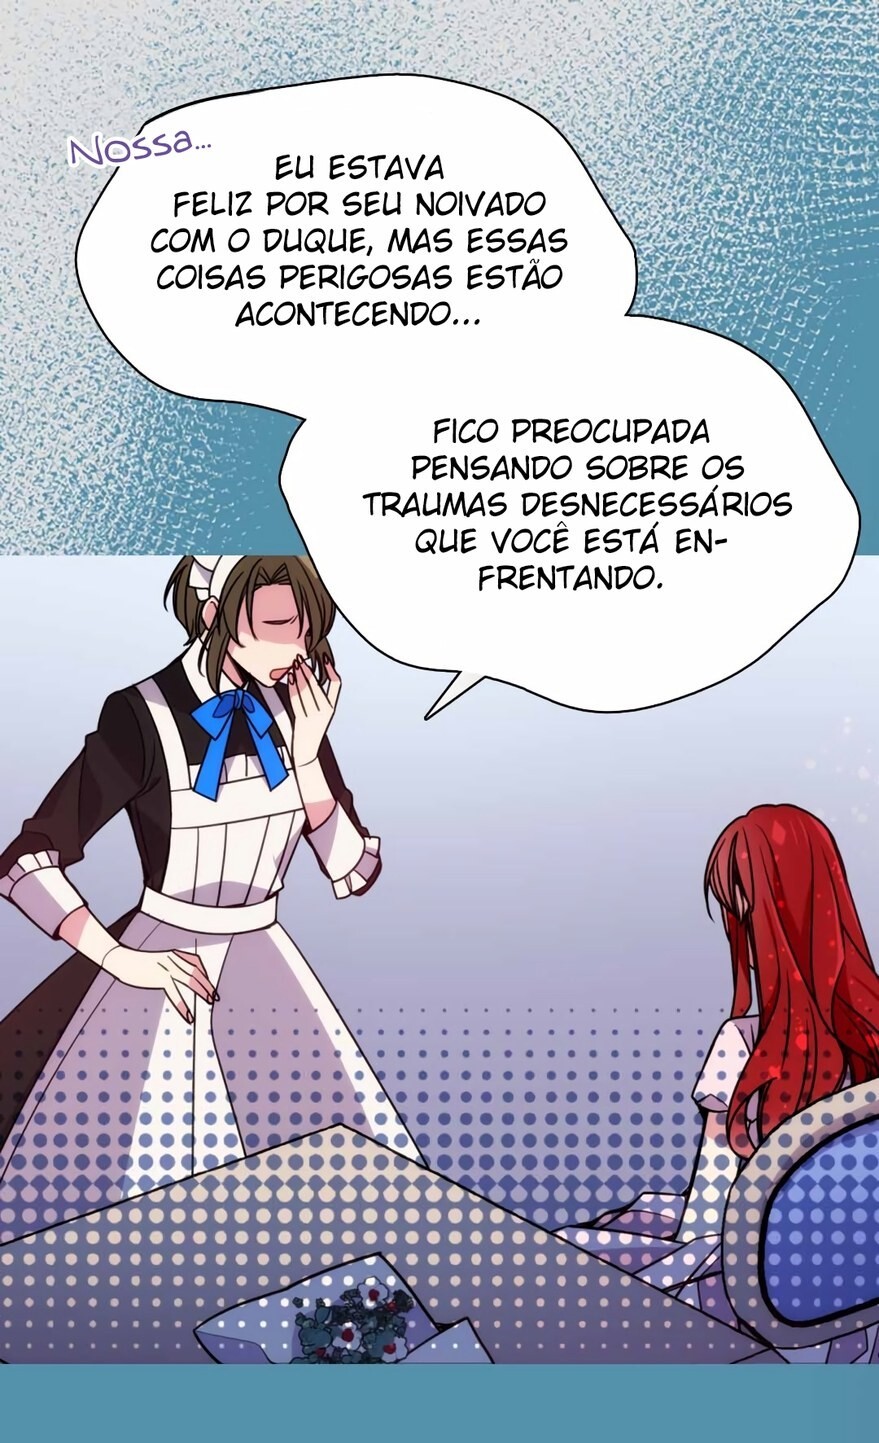 Nossa...
EU ESTAVA
FELIZ POR SEU NOIVADO
COM O DUQUE, MAS ESSAS
COISAS PERIGOSAS ESTÃO
ACONTECENDO...
FICO PREOCUPADA
PENSANDO SOBRE OS
TRAUMAS DESNECESSÁRIOS
QUE VOCÊ ESTÁ EN-
FRENTANDO.